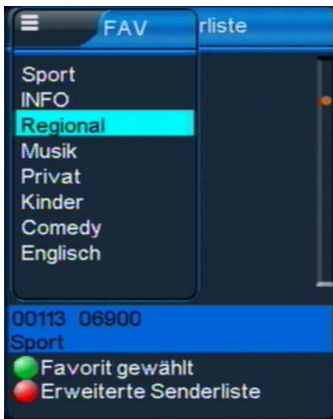 FAV rliste
Sport
INFO
Regional
Musik
Privat
Kinder
Comedy
Englisch
00113 06900
Sport
Favorit gewählt
Erweiterte Senderliste